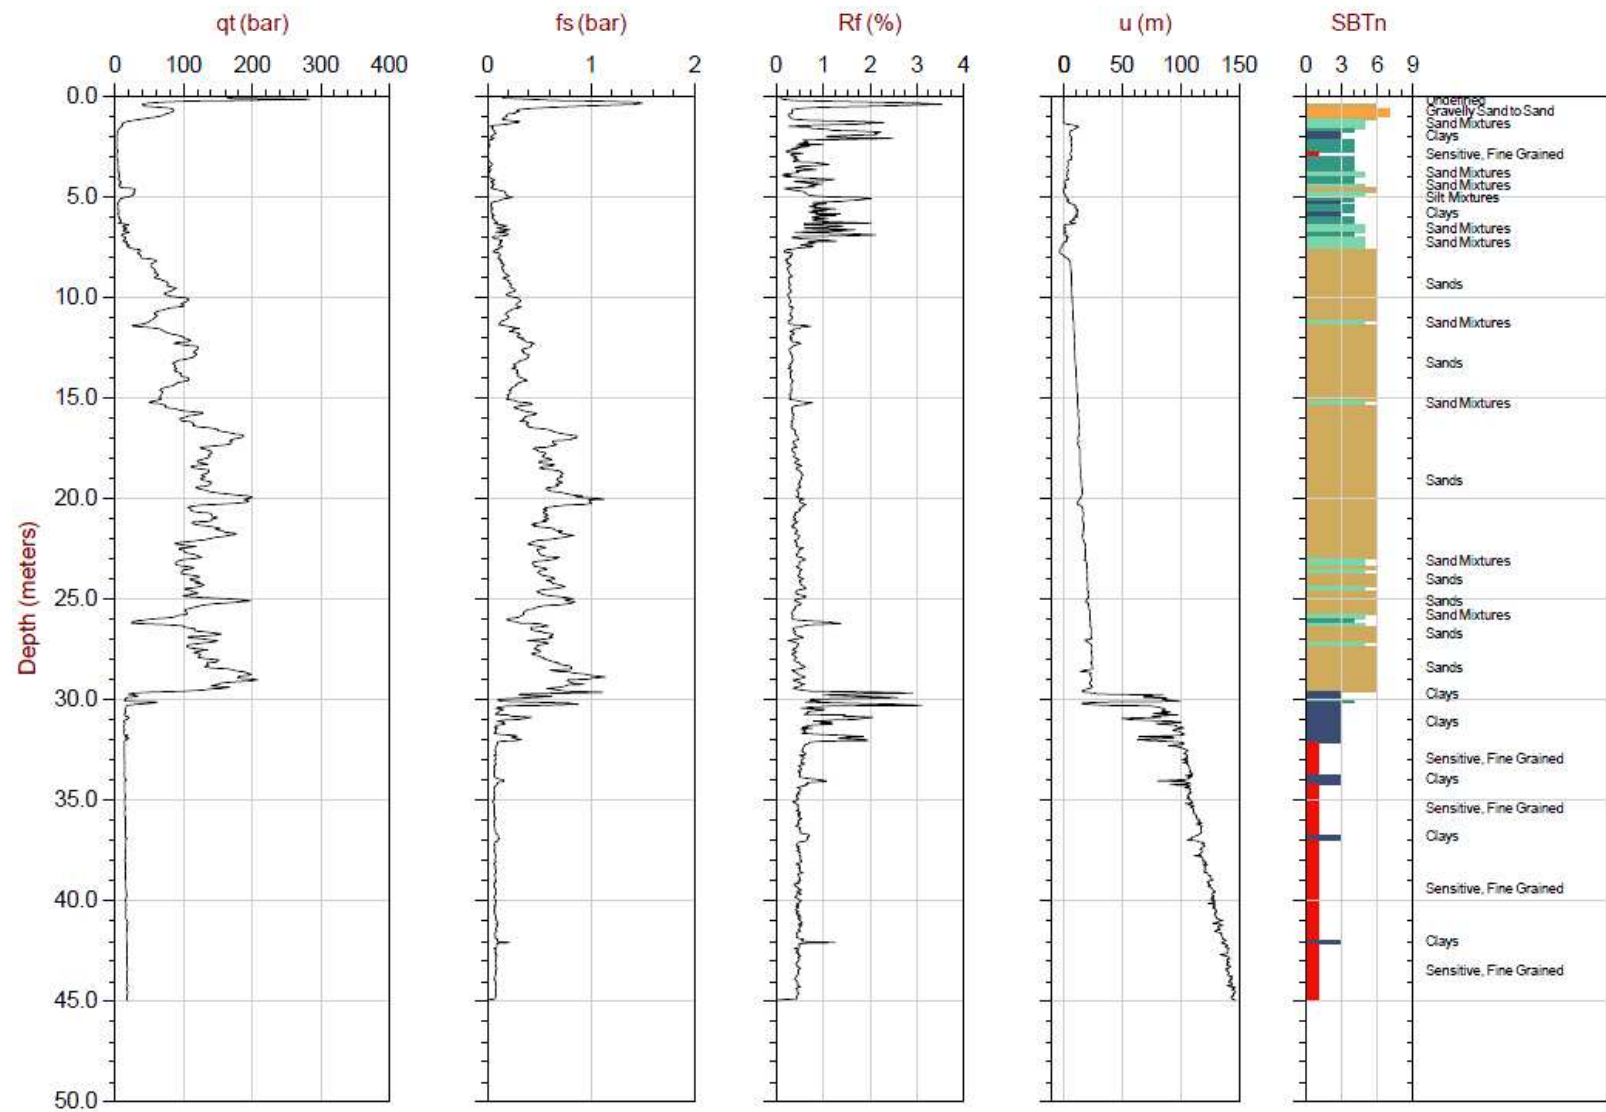 qt (bar)
fs (bar)
Rf (%)
u (m)
SBTn
0 100 200 300 400
0 1 2
0 1 2 3 4
0 50 100 150
0 3 6 9
0.0
5.0
10.0
15.0
20.0
25.0
30.0
35.0
40.0
45.0
50.0
Depth (meters)
Undefined
Gravelly Sand to Sand
Sand Mixtures
Clays
Sensitive, Fine Grained
Sand Mixtures
Sand Mixtures
Silt Mixtures
Clays
Sand Mixtures
Sand Mixtures
Sands
Sand Mixtures
Sands
Sand Mixtures
Sands
Sand Mixtures
Sands
Sands
Sand Mixtures
Sands
Sands
Clays
Clays
Sensitive, Fine Grained
Clays
Sensitive, Fine Grained
Clays
Sensitive, Fine Grained
Clays
Sensitive, Fine Grained